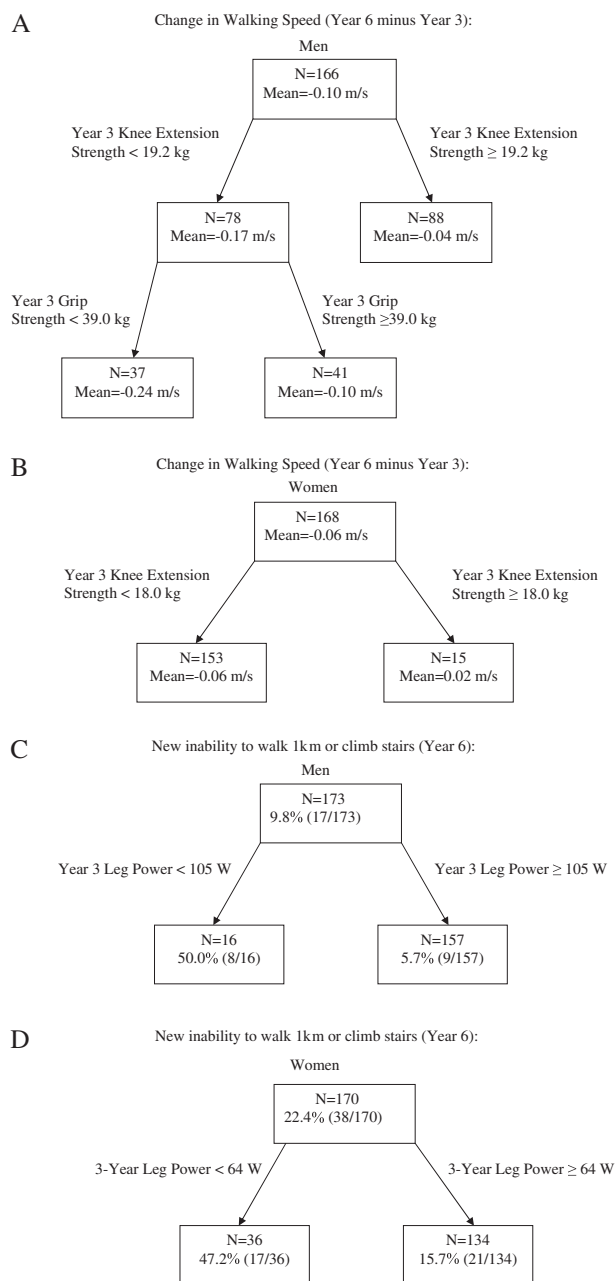 A
Change in Walking Speed (Year 6 minus Year 3):
Men
N=166
Mean=-0.10 m/s
Year 3 Knee Extension
Strength < 19.2 kg
Year 3 Knee Extension
Strength ≥ 19.2 kg
N=78
Mean=-0.17 m/s
N=88
Mean=-0.04 m/s
Year 3 Grip
Strength < 39.0 kg
Year 3 Grip
Strength ≥39.0 kg
N=37
Mean=-0.24 m/s
N=41
Mean=-0.10 m/s
B
Change in Walking Speed (Year 6 minus Year 3):
Women
N=168
Mean=-0.06 m/s
Year 3 Knee Extension
Strength < 18.0 kg
Year 3 Knee Extension
Strength ≥ 18.0 kg
N=153
Mean=-0.06 m/s
N=15
Mean=0.02 m/s
C
New inability to walk 1km or climb stairs (Year 6):
Men
N=173
9.8% (17/173)
Year 3 Leg Power < 105 W
Year 3 Leg Power ≥ 105 W
N=16
50.0% (8/16)
N=157
5.7% (9/157)
D
New inability to walk 1km or climb stairs (Year 6):
Women
N=170
22.4% (38/170)
3-Year Leg Power < 64 W
3-Year Leg Power ≥ 64 W
N=36
47.2% (17/36)
N=134
15.7% (21/134)